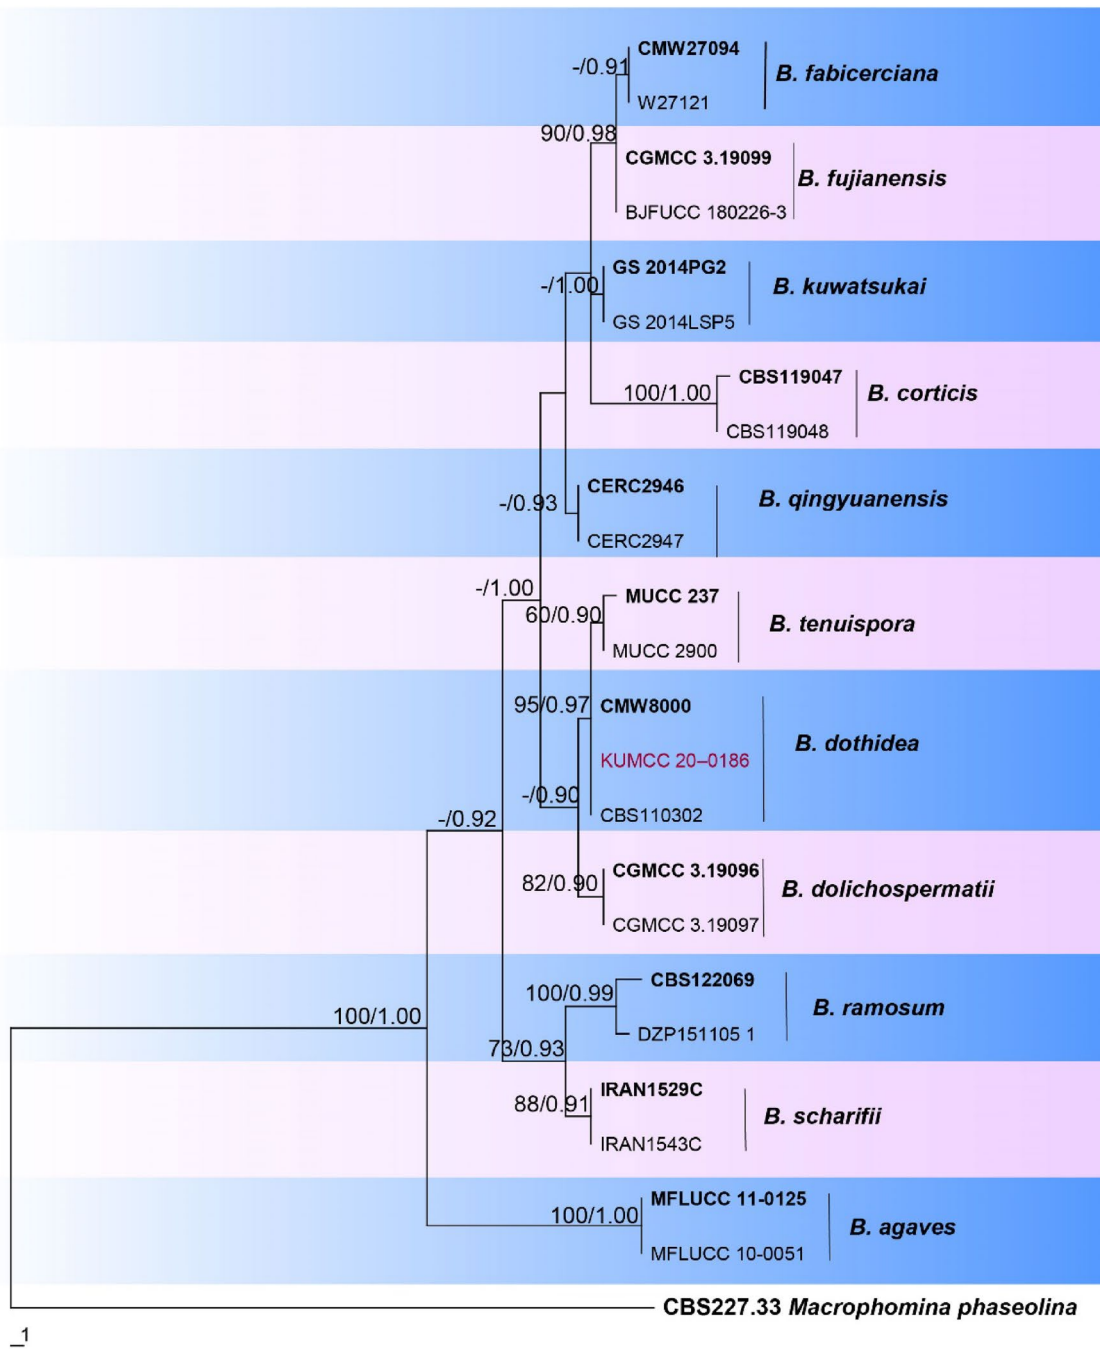 CMW27094
-/0.91
B. fabicerciana
W27121
90/0.98
CGMCC 3.19099
B. fujianensis
BJFUCC 180226-3
GS 2014PG2
-/1.00
B. kuwatsukai
GS 2014LSP5
CBS119047
100/1.00
B. corticis
CBS119048
CERC2946
-/0.93
B. qingyuanensis
CERC2947
-/1.00
MUCC 237
60/0.90
B. tenuispora
MUCC 2900
95/0.97
CMW8000
B. dothidea
KUMCC 20–0186
-/0.90
CBS110302
-/0.92
CGMCC 3.19096
82/0.90
B. dolichospermatii
CGMCC 3.19097
CBS122069
100/0.99
B. ramosum
100/1.00
DZP151105 1
73/0.93
IRAN1529C
88/0.91
B. scharifii
IRAN1543C
MFLUCC 11-0125
100/1.00
B. agaves
MFLUCC 10-0051
CBS227.33 Macrophomina phaseolina
1